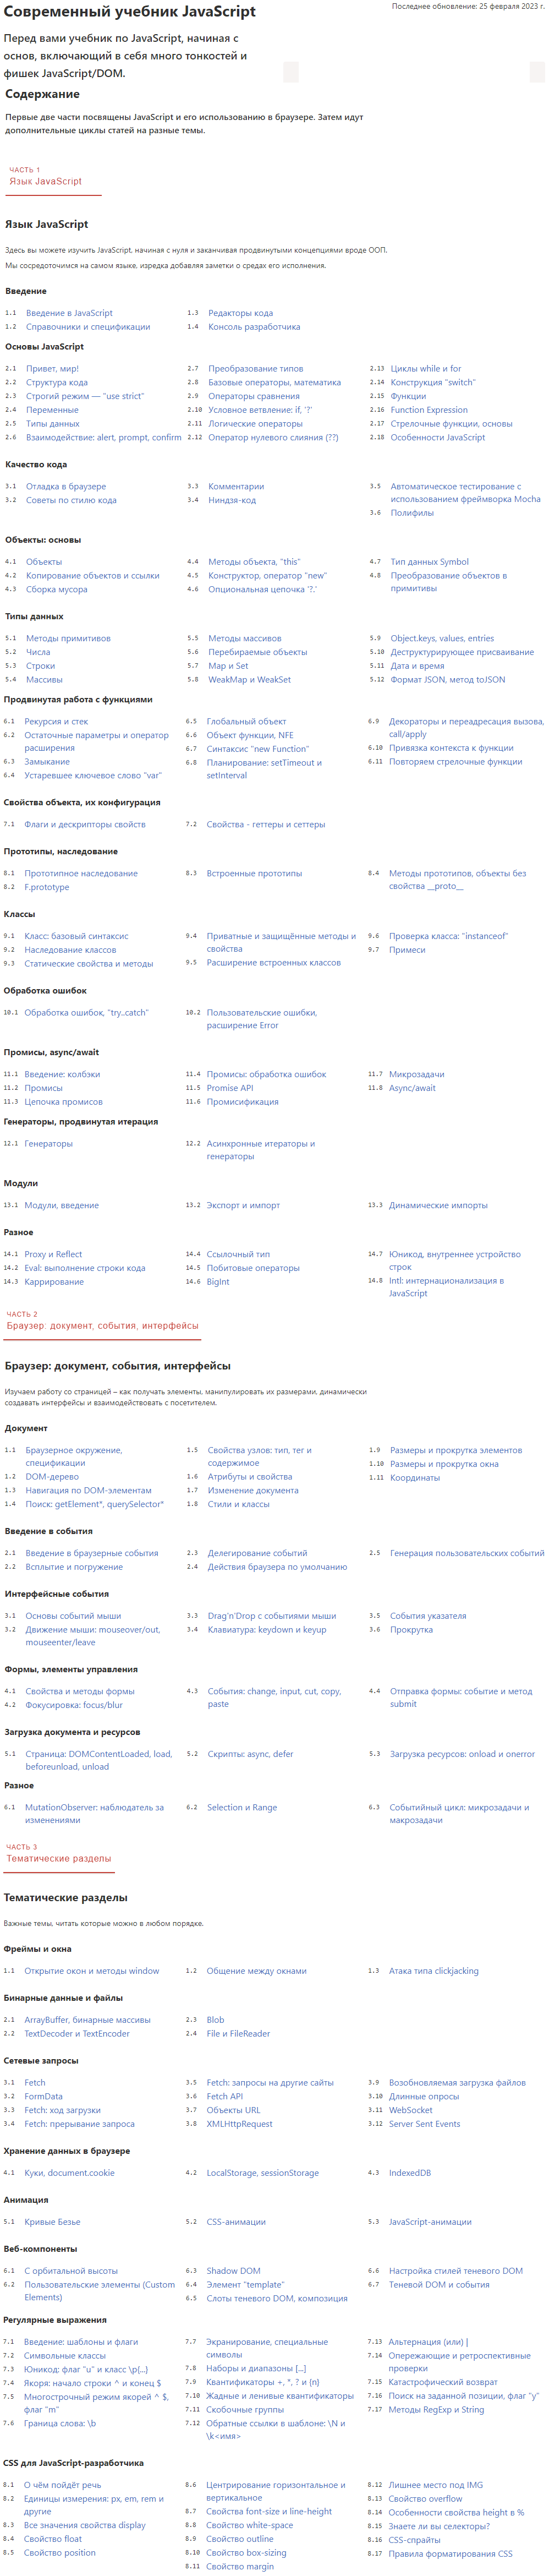 Современный учебник JavaScript
Последнее обновление: 25 февраля 2023 г.
Перед вами учебник по JavaScript, начиная с
основ, включающий в себя много тонкостей и
фишек JavaScript/DOM.
Содержание
Первые две части посвящены JavaScript и его использованию в браузере. Затем идут
дополнительные циклы статей на разные темы.
ЧАСТЬ 1
Язык JavaScript
Язык JavaScript
Здесь вы можете изучить JavaScript, начиная с нуля и заканчивая продвинутыми концепциями вроде ООП.
Мы сосредоточимся на самом языке, изредка добавляя заметки о средах его исполнения.
Введение
1.1 Введение в JavaScript
1.2 Справочники и спецификации
1.3 Редакторы кода
1.4 Консоль разработчика
Основы JavaScript
2.1 Привет, мир!
2.2 Структура кода
2.3 Строгий режим — "use strict"
2.4 Переменные
2.5 Типы данных
2.6 Взаимодействие: alert, prompt, confirm
2.7 Преобразование типов
2.8 Базовые операторы, математика
2.9 Операторы сравнения
2.10 Условное ветвление: if, '?'
2.11 Логические операторы
2.12 Оператор нулевого слияния (??)
2.13 Циклы while и for
2.14 Конструкция "switch"
2.15 Функции
2.16 Function Expression
2.17 Стрелочные функции, основы
2.18 Особенности JavaScript
Качество кода
3.1 Отладка в браузере
3.2 Советы по стилю кода
3.3 Комментарии
3.4 Ниндзя-код
3.5 Автоматическое тестирование c
использованием фреймворка Mocha
3.6 Полифилы
Объекты: основы
4.1 Объекты
4.2 Копирование объектов и ссылки
4.3 Сборка мусора
4.4 Методы объекта, "this"
4.5 Конструктор, оператор "new"
4.6 Опциональная цепочка '?.'
4.7 Тип данных Symbol
4.8 Преобразование объектов в
примитивы
Типы данных
5.1 Методы примитивов
5.2 Числа
5.3 Строки
5.4 Массивы
5.5 Методы массивов
5.6 Перебираемые объекты
5.7 Map и Set
5.8 WeakMap и WeakSet
5.9 Object.keys, values, entries
5.10 Деструктурирующее присваивание
5.11 Дата и время
5.12 Формат JSON, метод toJSON
Продвинутая работа с функциями
6.1 Рекурсия и стек
6.2 Остаточные параметры и оператор
расширения
6.3 Замыкание
6.4 Устаревшее ключевое слово "var"
6.5 Глобальный объект
6.6 Объект функции, NFE
6.7 Синтаксис "new Function"
6.8 Планирование: setTimeout и
setInterval
6.9 Декораторы и переадресация вызова,
call/apply
6.10 Привязка контекста к функции
6.11 Повторяем стрелочные функции
Свойства объекта, их конфигурация
7.1 Флаги и дескрипторы свойств
7.2 Свойства - геттеры и сеттеры
Прототипы, наследование
8.1 Прототипное наследование
8.2 F.prototype
8.3 Встроенные прототипы
8.4 Методы прототипов, объекты без
свойства __proto__
Классы
9.1 Класс: базовый синтаксис
9.2 Наследование классов
9.3 Статические свойства и методы
9.4 Приватные и защищённые методы и
свойства
9.5 Расширение встроенных классов
9.6 Проверка класса: "instanceof"
9.7 Примеси
Обработка ошибок
10.1 Обработка ошибок, "try..catch"
10.2 Пользовательские ошибки,
расширение Error
Промисы, async/await
11.1 Введение: колбэки
11.2 Промисы
11.3 Цепочка промисов
11.4 Промисы: обработка ошибок
11.5 Promise API
11.6 Промисификация
11.7 Микрозадачи
11.8 Async/await
Генераторы, продвинутая итерация
12.1 Генераторы
12.2 Асинхронные итераторы и
генераторы
Модули
13.1 Модули, введение
13.2 Экспорт и импорт
13.3 Динамические импорты
Разное
14.1 Proxy и Reflect
14.2 Eval: выполнение строки кода
14.3 Каррирование
14.4 Ссылочный тип
14.5 Побитовые операторы
14.6 BigInt
14.7 Юникод, внутреннее устройство
строк
14.8 Intl: интернационализация в
JavaScript
ЧАСТЬ 2
Браузер: документ, события, интерфейсы
Браузер: документ, события, интерфейсы
Изучаем работу со страницей – как получать элементы, манипулировать их размерами, динамически
создавать интерфейсы и взаимодействовать с посетителем.
Документ
1.1 Браузерное окружение,
спецификации
1.2 DOM-дерево
1.3 Навигация по DOM-элементам
1.4 Поиск: getElement*, querySelector*
1.5 Свойства узлов: тип, тег и
содержимое
1.6 Атрибуты и свойства
1.7 Изменение документа
1.8 Стили и классы
1.9 Размеры и прокрутка элементов
1.10 Размеры и прокрутка окна
1.11 Координаты
Введение в события
2.1 Введение в браузерные события
2.2 Всплытие и погружение
2.3 Делегирование событий
2.4 Действия браузера по умолчанию
2.5 Генерация пользовательских событий
Интерфейсные события
3.1 Основы событий мыши
3.2 Движение мыши: mouseover/out,
mouseenter/leave
3.3 Drag'n'Drop с событиями мыши
3.4 Клавиатура: keydown и keyup
3.5 События указателя
3.6 Прокрутка
Формы, элементы управления
4.1 Свойства и методы формы
4.2 Фокусировка: focus/blur
4.3 События: change, input, cut, copy,
paste
4.4 Отправка формы: событие и метод
submit
Загрузка документа и ресурсов
5.1 Страница: DOMContentLoaded, load,
beforeunload, unload
5.2 Скрипты: async, defer
5.3 Загрузка ресурсов: onload и onerror
Разное
6.1 MutationObserver: наблюдатель за
изменениями
6.2 Selection и Range
6.3 Событийный цикл: микрозадачи и
макрозадачи
ЧАСТЬ 3
Тематические разделы
Тематические разделы
Важные темы, читать которые можно в любом порядке.
Фреймы и окна
1.1 Открытие окон и методы window
1.2 Общение между окнами
1.3 Атака типа clickjacking
Бинарные данные и файлы
2.1 ArrayBuffer, бинарные массивы
2.2 TextDecoder и TextEncoder
2.3 Blob
2.4 File и FileReader
Сетевые запросы
3.1 Fetch
3.2 FormData
3.3 Fetch: ход загрузки
3.4 Fetch: прерывание запроса
3.5 Fetch: запросы на другие сайты
3.6 Fetch API
3.7 Объекты URL
3.8 XMLHttpRequest
3.9 Возобновляемая загрузка файлов
3.10 Длинные опросы
3.11 WebSocket
3.12 Server Sent Events
Хранение данных в браузере
4.1 Куки, document.cookie
4.2 LocalStorage, sessionStorage
4.3 IndexedDB
Анимация
5.1 Кривые Безье
5.2 CSS-анимации
5.3 JavaScript-анимации
Веб-компоненты
6.1 С орбитальной высоты
6.2 Пользовательские элементы (Custom
Elements)
6.3 Shadow DOM
6.4 Элемент "template"
6.5 Слоты теневого DOM, композиция
6.6 Настройка стилей теневого DOM
6.7 Теневой DOM и события
Регулярные выражения
7.1 Введение: шаблоны и флаги
7.2 Символьные классы
7.3 Юникод: флаг "u" и класс \p{...}
7.4 Якоря: начало строки ^ и конец $
7.5 Многострочный режим якорей ^ $,
флаг "m"
7.6 Граница слова: \b
7.7 Экранирование, специальные
символы
7.8 Наборы и диапазоны [...]
7.9 Квантификаторы +, *, ? и {n}
7.10 Жадные и ленивые квантификаторы
7.11 Скобочные группы
7.12 Обратные ссылки в шаблоне: \N и
\k<имя>
7.13 Альтернация (или) |
7.14 Опережающие и ретроспективные
проверки
7.15 Катастрофический возврат
7.16 Поиск на заданной позиции, флаг "y"
7.17 Методы RegExp и String
CSS для JavaScript-разработчика
8.1 О чём пойдёт речь
8.2 Единицы измерения: px, em, rem и
другие
8.3 Все значения свойства display
8.4 Свойство float
8.5 Свойство position
8.6 Центрирование горизонтальное и
вертикальное
8.7 Свойства font-size и line-height
8.8 Свойство white-space
8.9 Свойство outline
8.10 Свойство box-sizing
8.11 Свойство margin
8.12 Лишнее место под IMG
8.13 Свойство overflow
8.14 Особенности свойства height в %
8.15 Знаете ли вы селекторы?
8.16 CSS-спрайты
8.17 Правила форматирования CSS